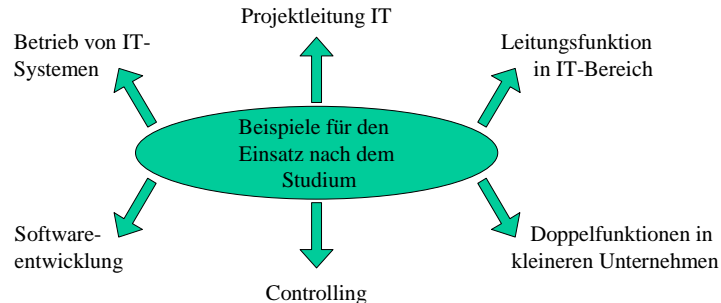 Projektleitung IT
Betrieb von IT-
Systemen
Leitungsfunktion
in IT-Bereich
Beispiele für den
Einsatz nach dem
Studium
Software-
entwicklung
Doppelfunktionen in
kleineren Unternehmen
Controlling